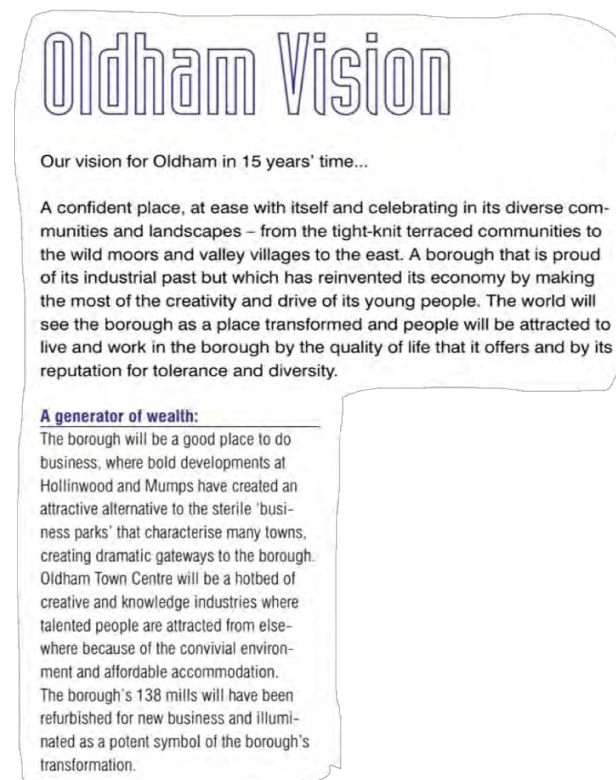 Oldham Vision
Our vision for Oldham in 15 years' time...
A confident place, at ease with itself and celebrating in its diverse com-
munities and landscapes – from the tight-knit terraced communities to
the wild moors and valley villages to the east. A borough that is proud
of its industrial past but which has reinvented its economy by making
the most of the creativity and drive of its young people. The world will
see the borough as a place transformed and people will be attracted to
live and work in the borough by the quality of life that it offers and by its
reputation for tolerance and diversity.
A generator of wealth:
The borough will be a good place to do
business, where bold developments at
Hollinwood and Mumps have created an
attractive alternative to the sterile 'busi-
ness parks' that characterise many towns,
creating dramatic gateways to the borough.
Oldham Town Centre will be a hotbed of
creative and knowledge industries where
talented people are attracted from else-
where because of the convivial environ-
ment and affordable accommodation.
The borough's 138 mills will have been
refurbished for new business and illumi-
nated as a potent symbol of the borough's
transformation.